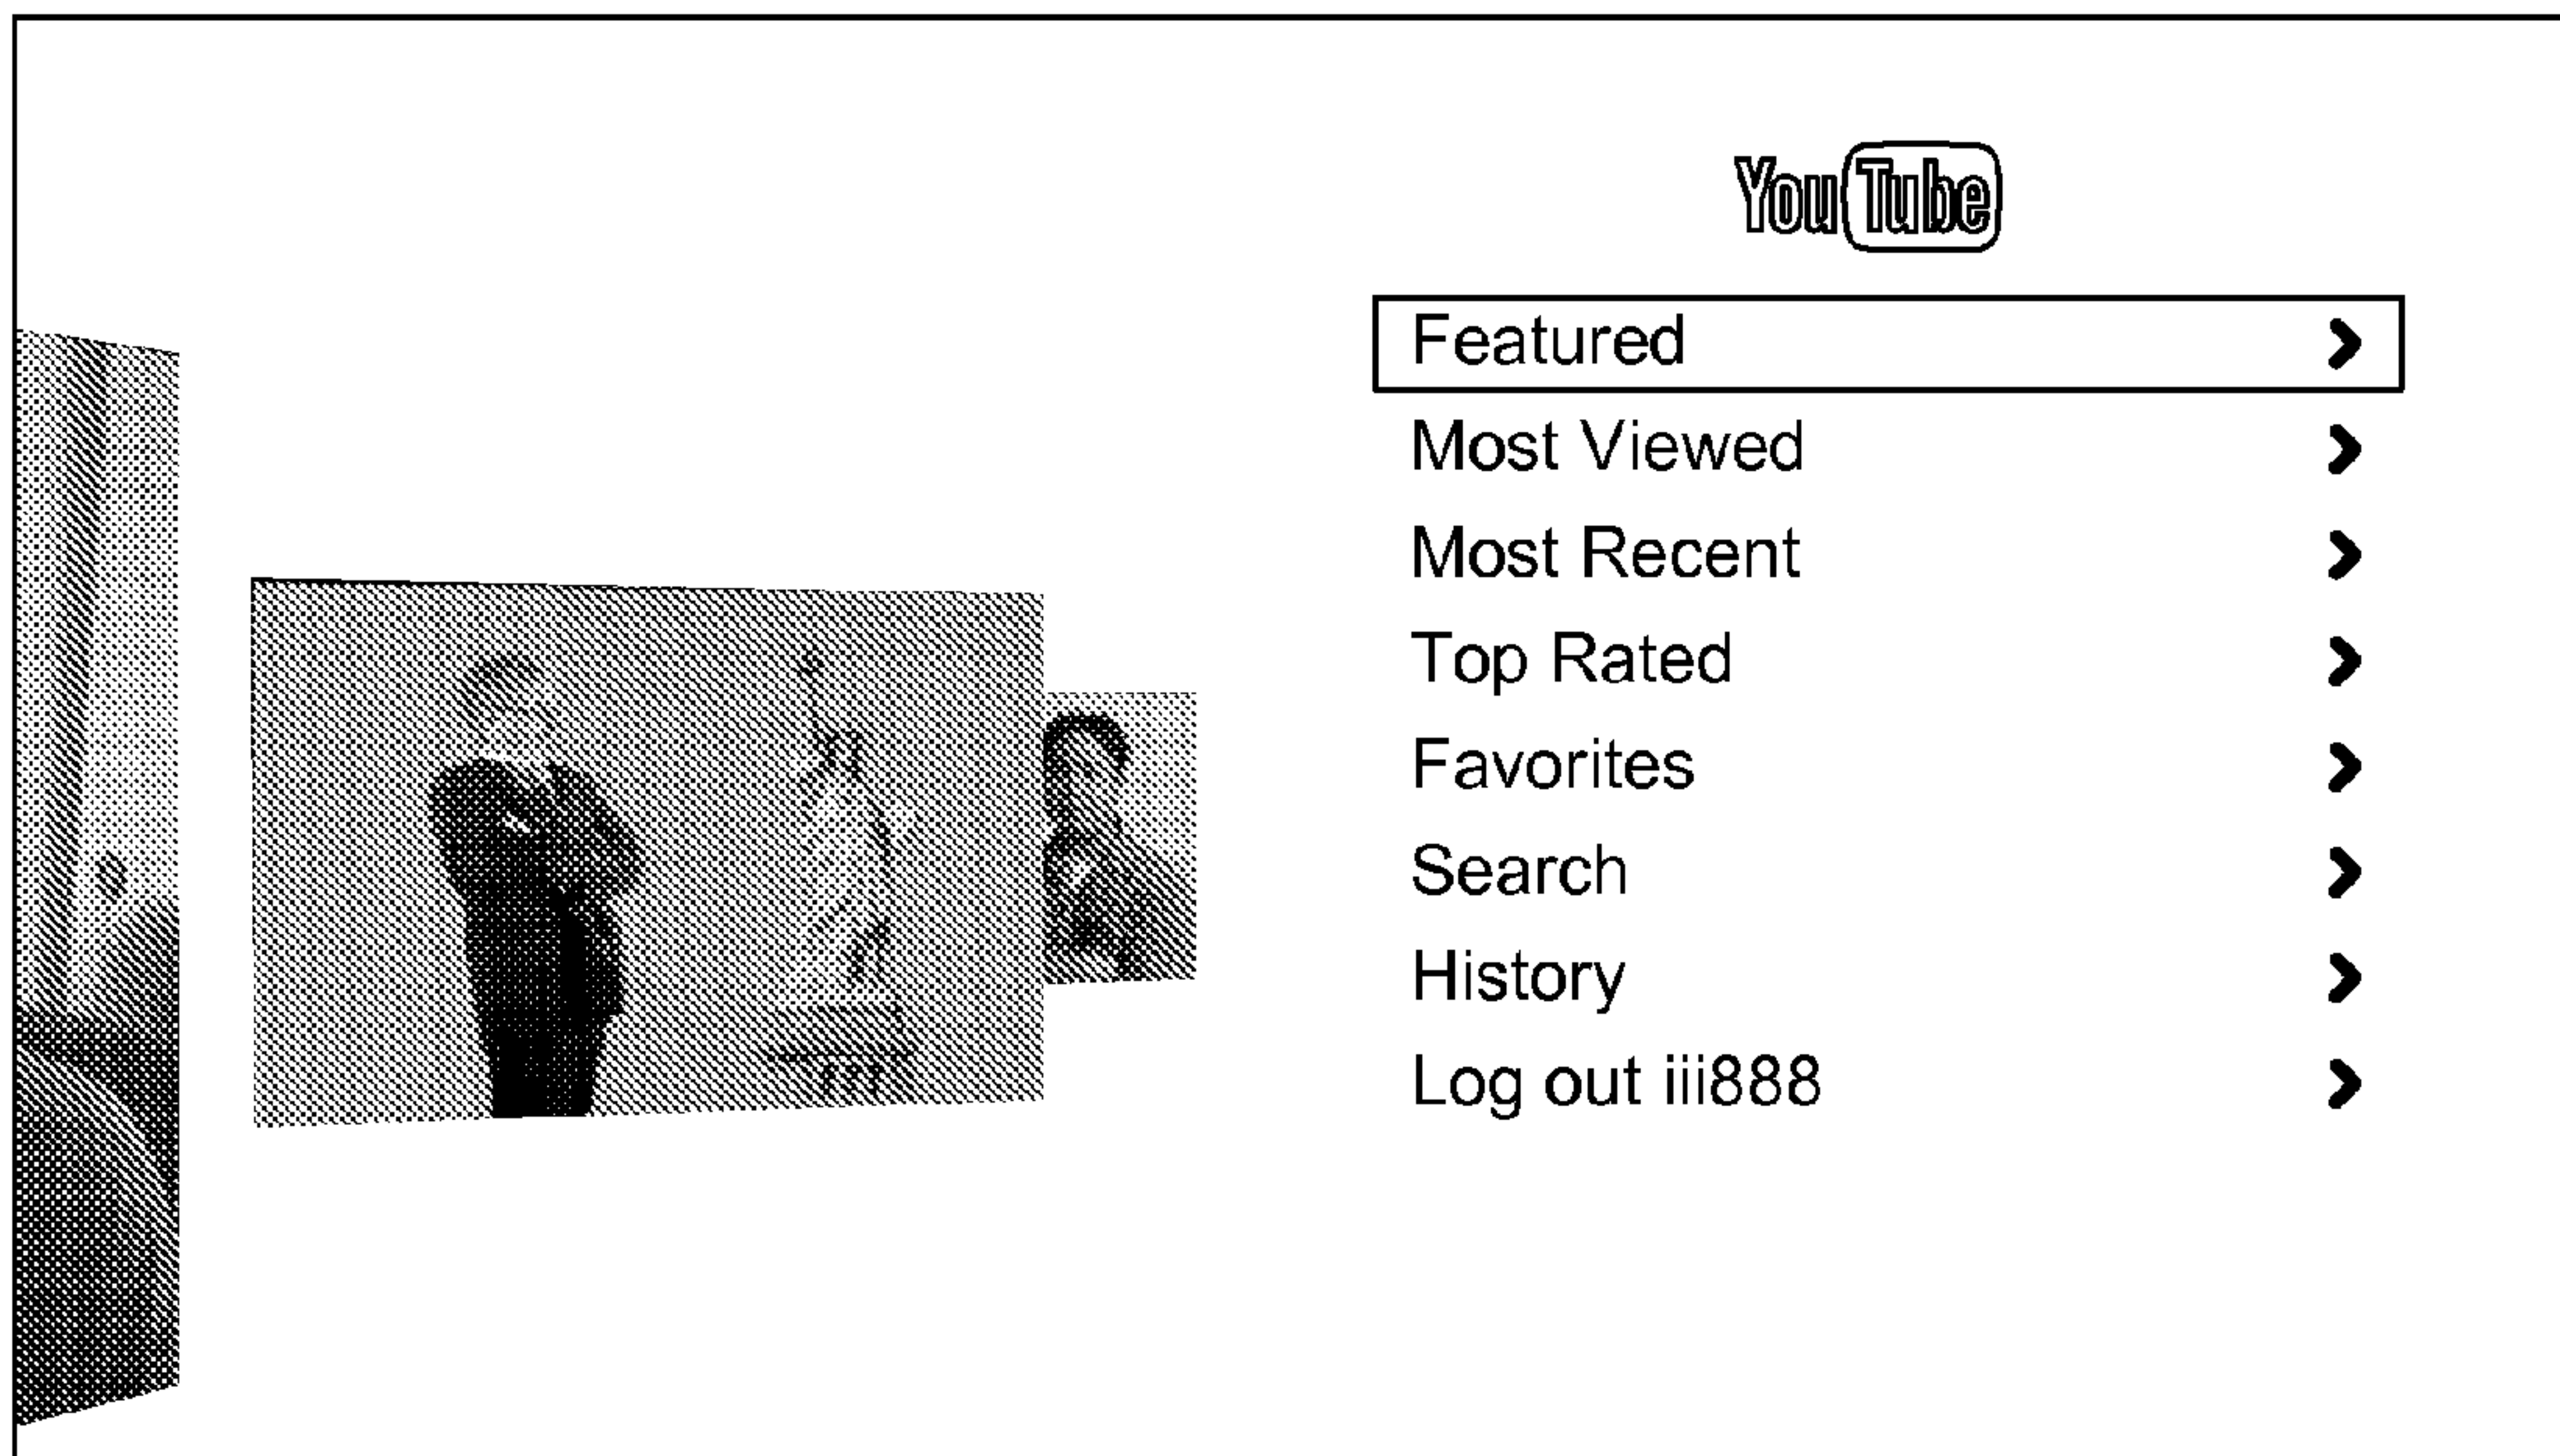 YouTube
Featured
Most Viewed
Most Recent
Top Rated
Favorites
Search
History
Log out iii888